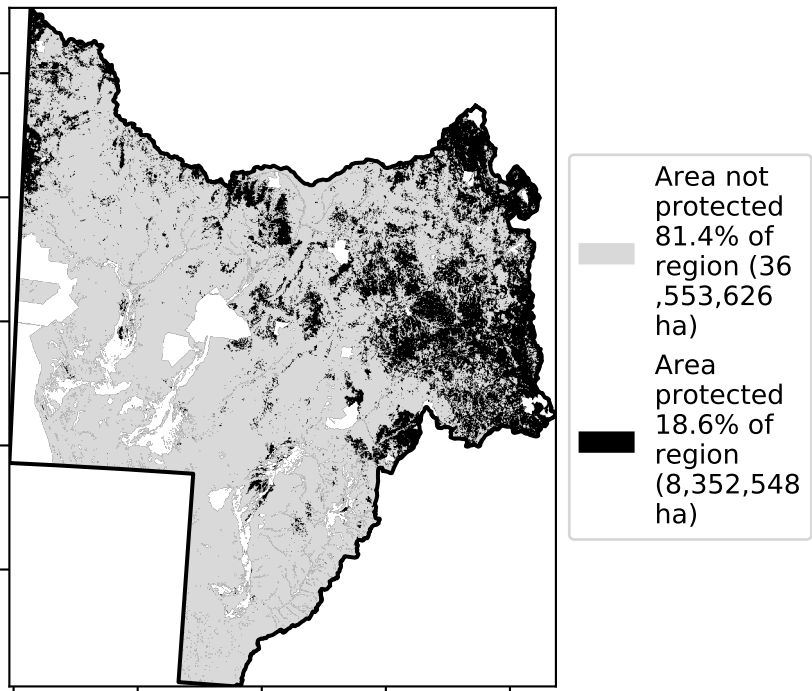 Area not
protected
81.4% of
region (36
,553,626
ha)
Area
protected
18.6% of
region
(8,352,548
ha)